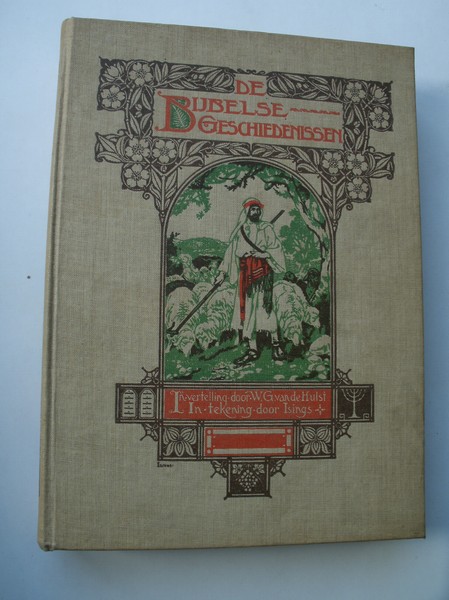 DE
BIJBELSE
GESCHIEDENISSEN
In·vertelling·door·W.G.van de Hulst
In-tekening-door Isings